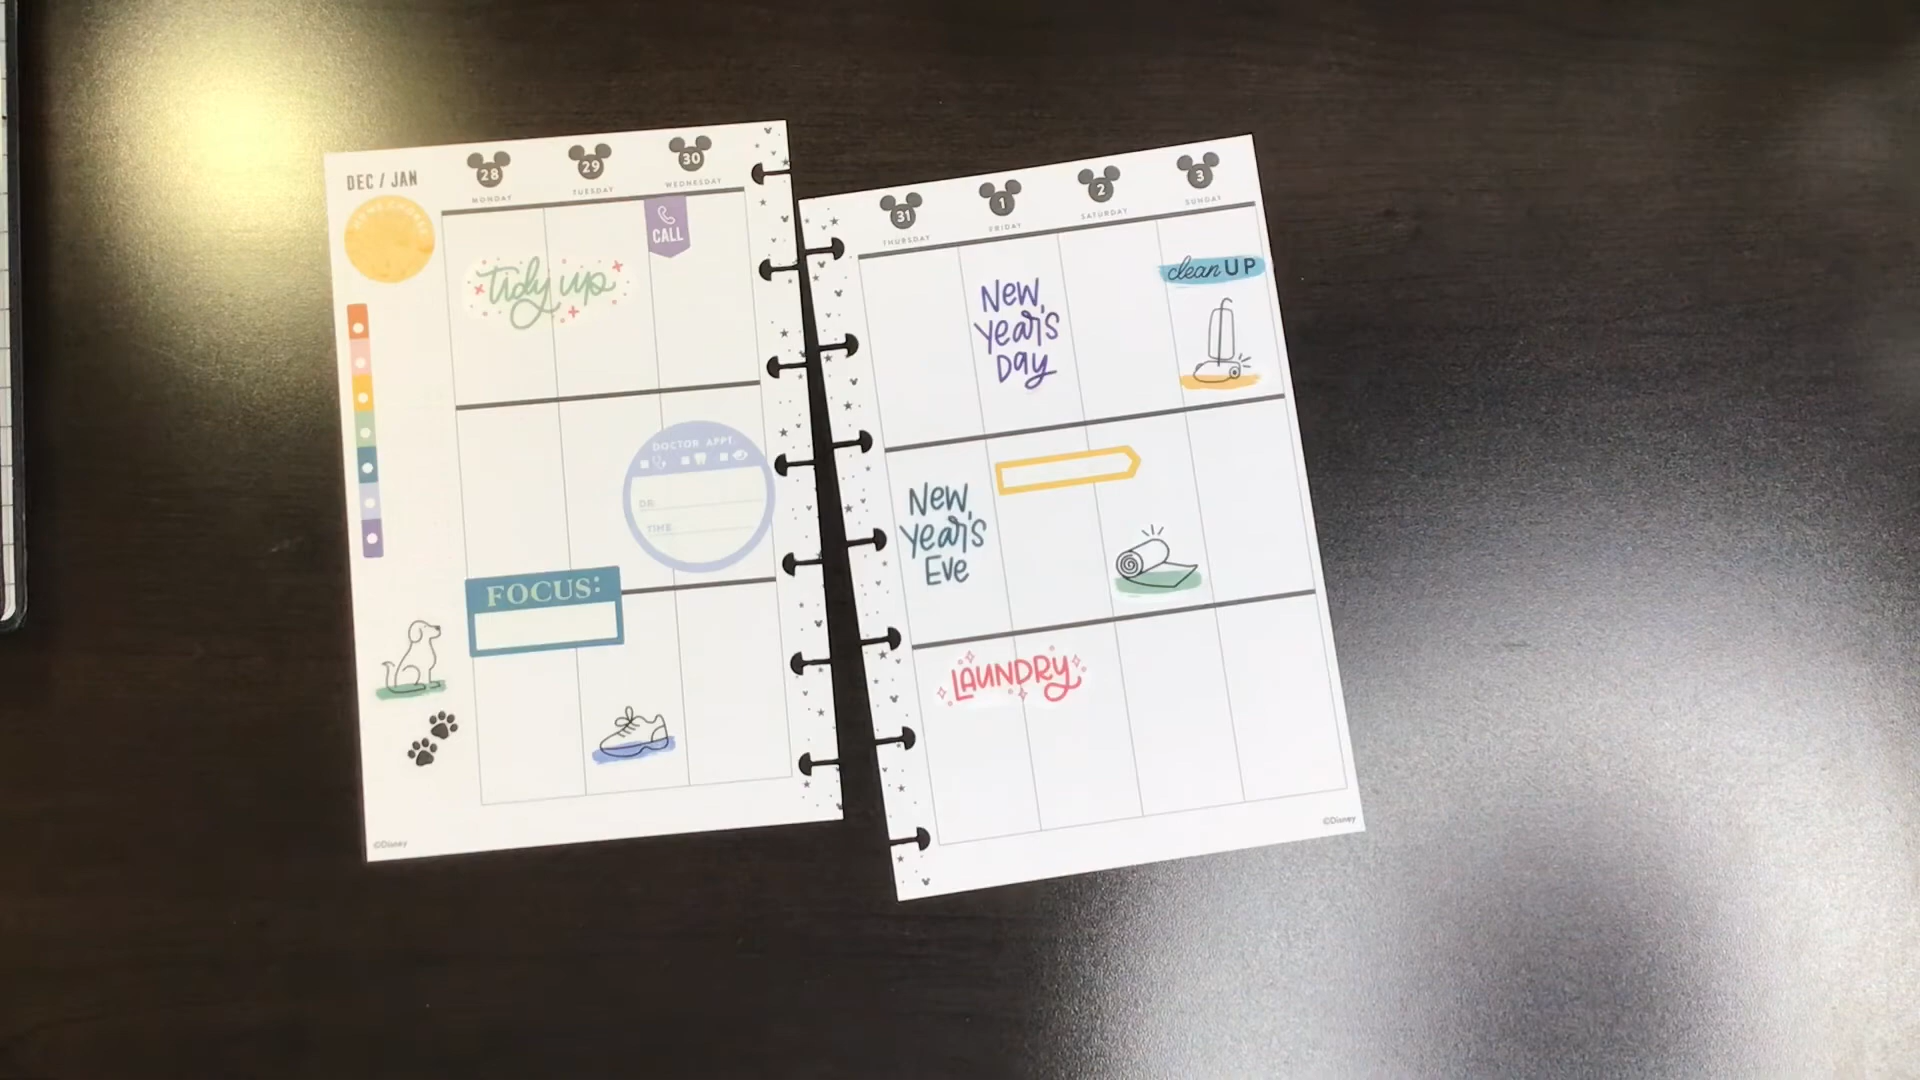 DEC / JAN
28
MONDAY
29
TUESDAY
30
WEDNESDAY
CALL
tidy up
DOCTOR APPT.
DR:
TIME:
FOCUS:
©Disney
31
THURSDAY
1
FRIDAY
2
SATURDAY
3
SUNDAY
clean UP
New
Year's
Day
New
Year's
Eve
LAUNDRY
©Disney